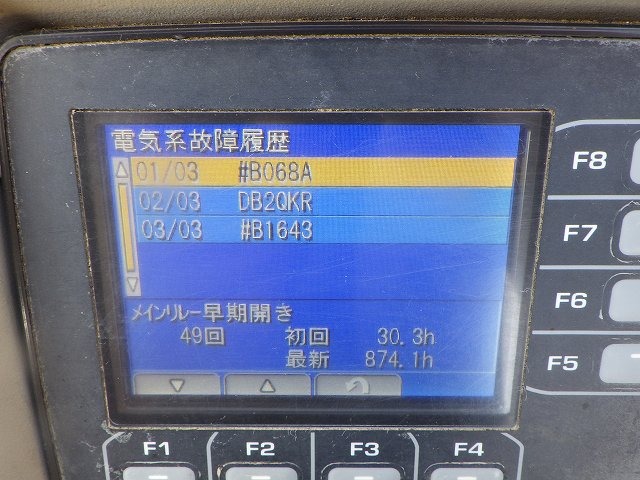 電気系故障履歴
01/03 #B068A
02/03 DB2QKR
03/03 #B1643
メインリレー早期開き
49回 初回 30.3h
最新 874.1h
F8
F7
F6
F5
F1 F2 F3 F4